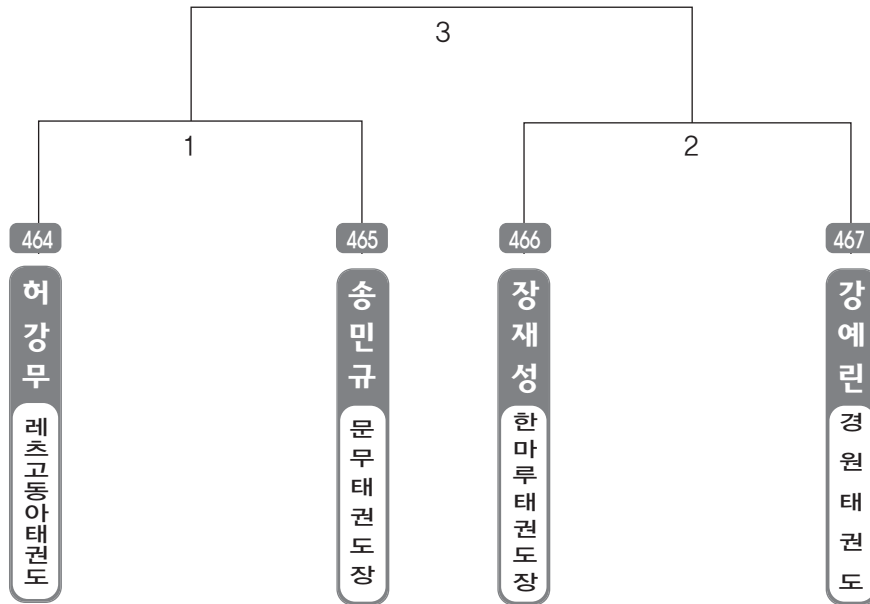 3
1
2
464
465
466
467
허강무
송민규
장재성
강예린
레츠고동아태권도
문무태권도장
한마루태권도장
경원태권도